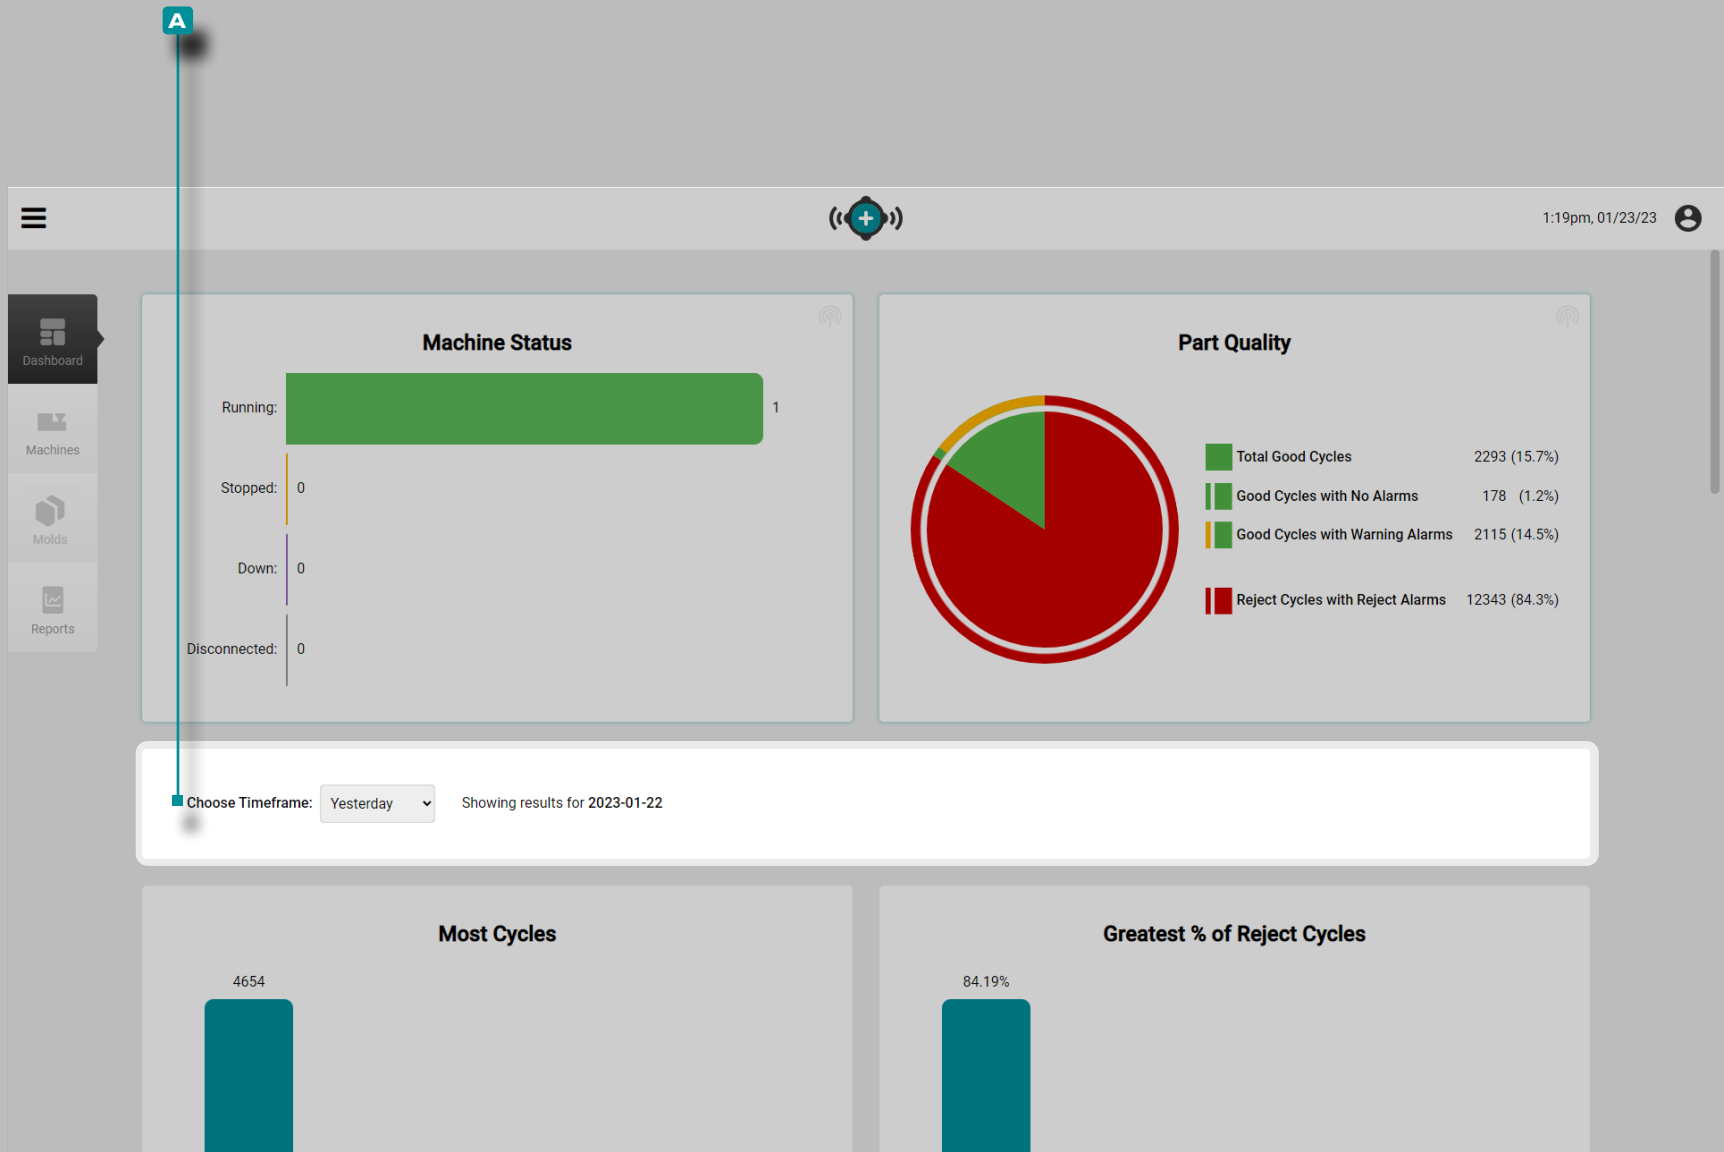 A
1:19pm, 01/23/23
Dashboard
Machines
Molds
Reports
Machine Status
Running: 1
Stopped: 0
Down: 0
Disconnected: 0
Part Quality
Total Good Cycles 2293 (15.7%)
Good Cycles with No Alarms 178 (1.2%)
Good Cycles with Warning Alarms 2115 (14.5%)
Reject Cycles with Reject Alarms 12343 (84.3%)
Choose Timeframe: Yesterday Showing results for 2023-01-22
Most Cycles
4654
Greatest % of Reject Cycles
84.19%